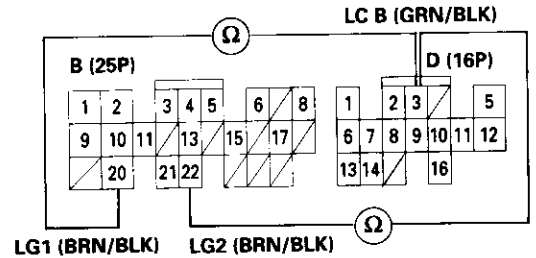 LC B (GRN/BLK)
Ω
B (25P) D (16P)
1 2 3 4 5 6 8 1 2 3 5
9 10 11 13 15 17 6 7 8 9 10 11 12
20 21 22 13 14 16
Ω
LG1 (BRN/BLK) LG2 (BRN/BLK)